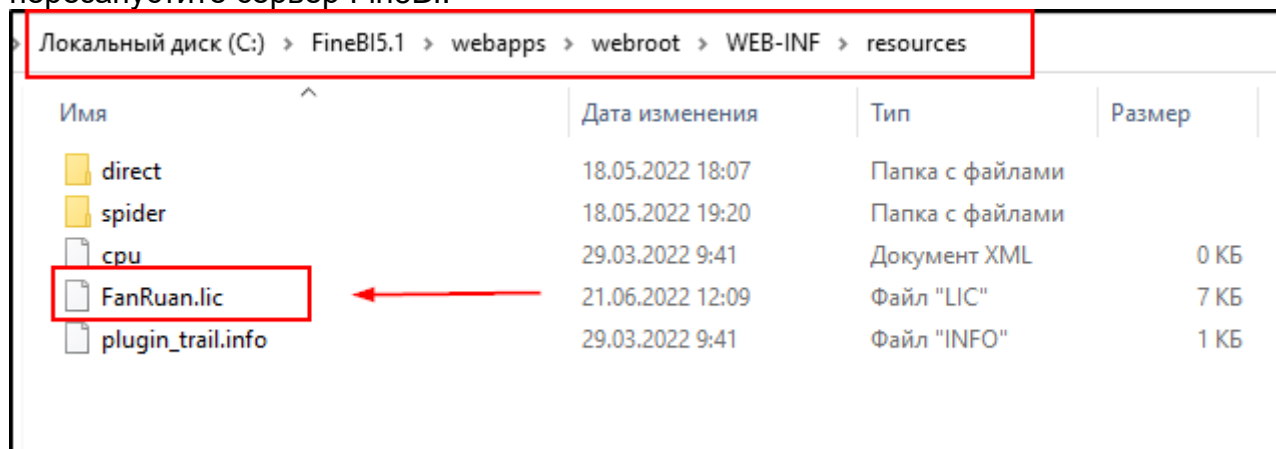 перезапустите сервер FineBI.
Локальный диск (C:) > FineBI5.1 > webapps > webroot > WEB-INF > resources
Имя Дата изменения Тип Размер
direct 18.05.2022 18:07 Папка с файлами
spider 18.05.2022 19:20 Папка с файлами
cpu 29.03.2022 9:41 Документ XML 0 КБ
FanRuan.lic 21.06.2022 12:09 Файл "LIC" 7 КБ
plugin_trail.info 29.03.2022 9:41 Файл "INFO" 1 КБ